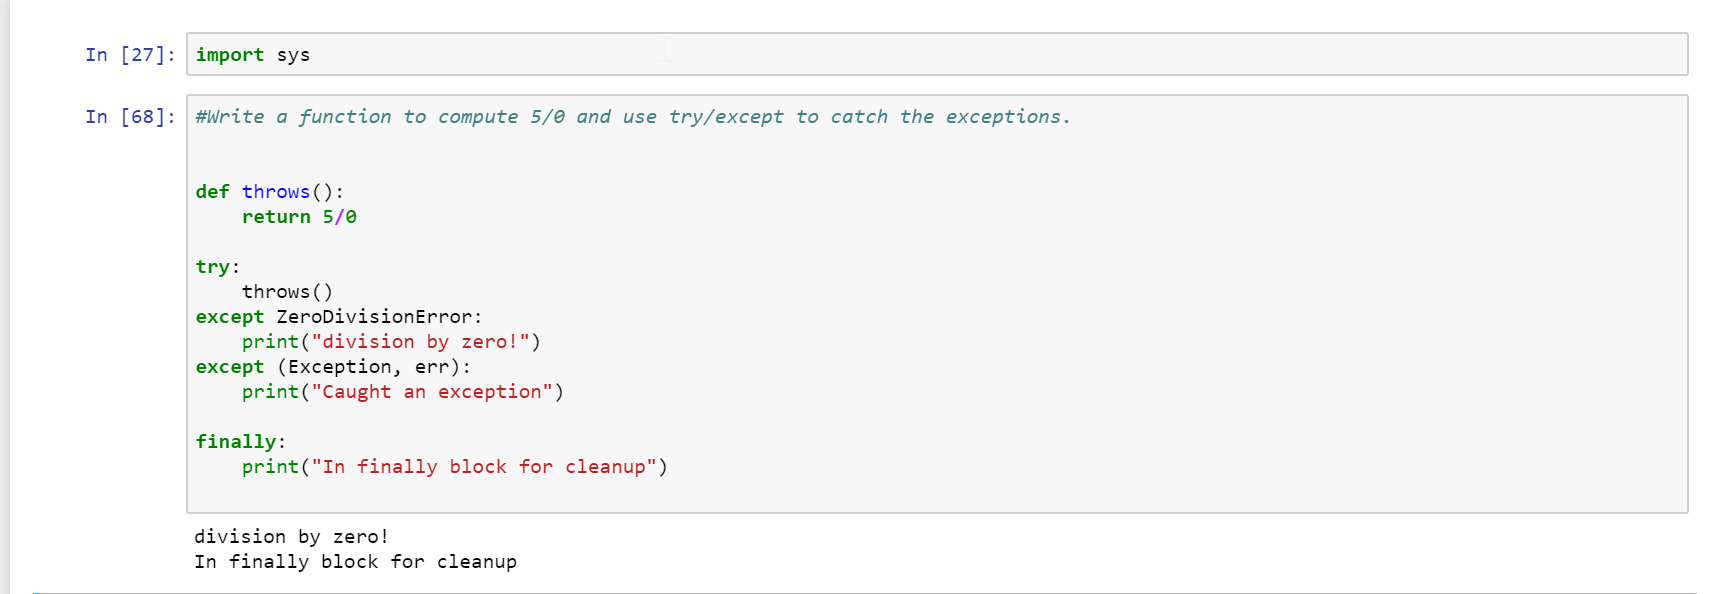 In [27]: import sys
In [68]: #Write a function to compute 5/0 and use try/except to catch the exceptions.
def throws():
    return 5/0
try:
    throws()
except ZeroDivisionError:
    print("division by zero!")
except (Exception, err):
    print("Caught an exception")
finally:
    print("In finally block for cleanup")
division by zero!
In finally block for cleanup